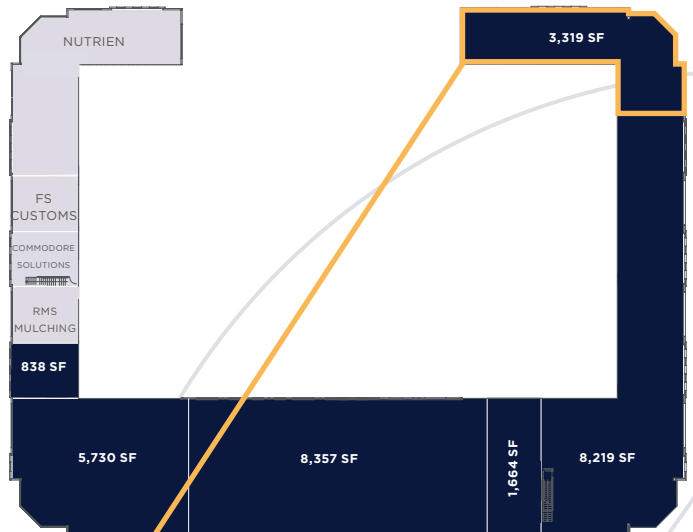 NUTRIEN
3,319 SF
FS
CUSTOMS
COMMODORE
SOLUTIONS
RMS
MULCHING
838 SF
5,730 SF
8,357 SF
1,664 SF
8,219 SF